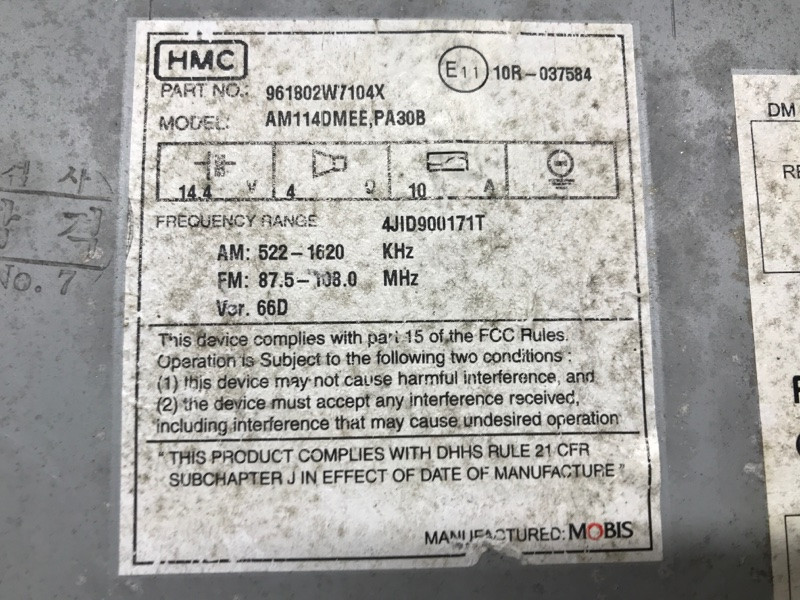 HMC
E11 10R-037584
PART NO.: 961802W7104X
MODEL: AM114DMEE,PA30B
14.4 V 4 Ω 10 A
FREQUENCY RANGE 4JID900171T
AM: 522-1620 KHz
FM: 87.5-108.0 MHz
Ver. 66D
This device complies with part 15 of the FCC Rules.
Operation is Subject to the following two conditions :
(1) this device may not cause harmful interference, and
(2) the device must accept any interference received,
including interference that may cause undesired operation
" THIS PRODUCT COMPLIES WITH DHHS RULE 21 CFR
SUBCHAPTER J IN EFFECT OF DATE OF MANUFACTURE "
MANUFACTURED: MOBIS
사
검
No. 7
DM
RE